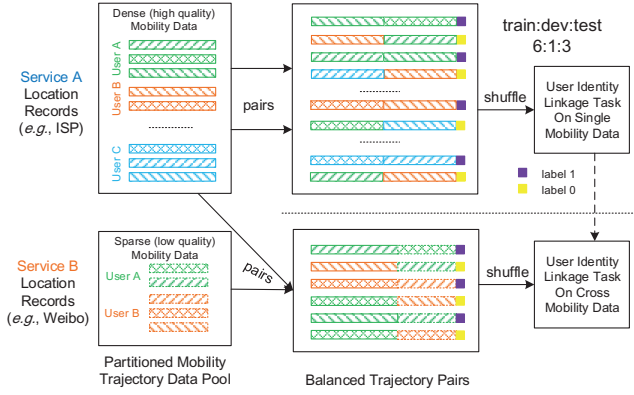 Dense (high quality)
Mobility Data
User A
User B
User C
Service A
Location
Records
(e.g., ISP)
pairs
shuffle
train:dev:test
6:1:3
User Identity
Linkage Task
On Single
Mobility Data
label 1
label 0
Service B
Location
Records
(e.g., Weibo)
Sparse (low quality)
Mobility Data
User A
User B
pairs
shuffle
User Identity
Linkage Task
On Cross
Mobility Data
Partitioned Mobility
Trajectory Data Pool
Balanced Trajectory Pairs